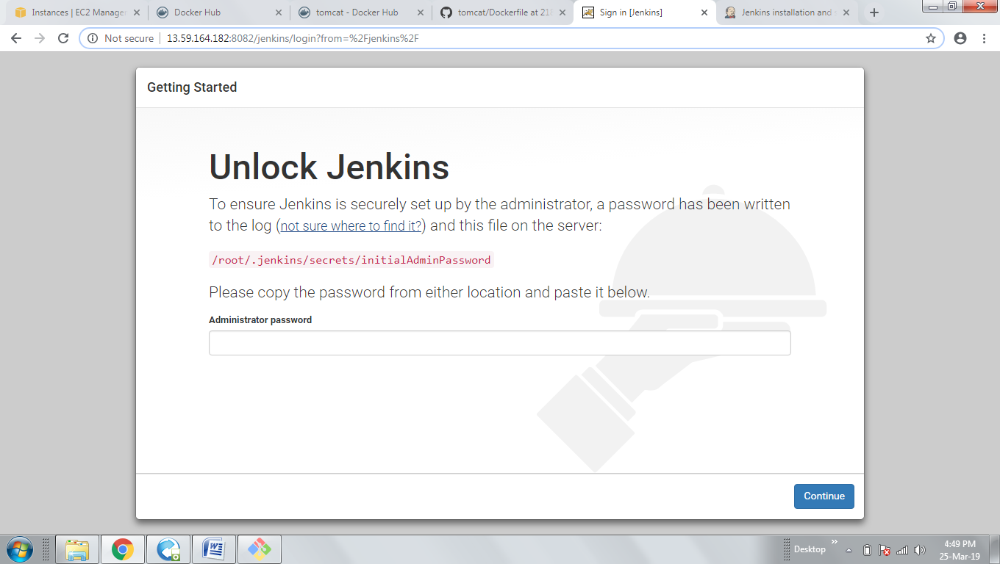 Instances | EC2 Manager
Docker Hub
tomcat - Docker Hub
tomcat/Dockerfile at 218
Sign in [Jenkins]
Jenkins installation and s
Not secure
13.59.164.182:8082/jenkins/login?from=%2Fjenkins%2F
Getting Started
Unlock Jenkins
To ensure Jenkins is securely set up by the administrator, a password has been written
to the log (not sure where to find it?) and this file on the server:
/root/.jenkins/secrets/initialAdminPassword
Please copy the password from either location and paste it below.
Administrator password
Continue
Desktop
4:49 PM
25-Mar-19